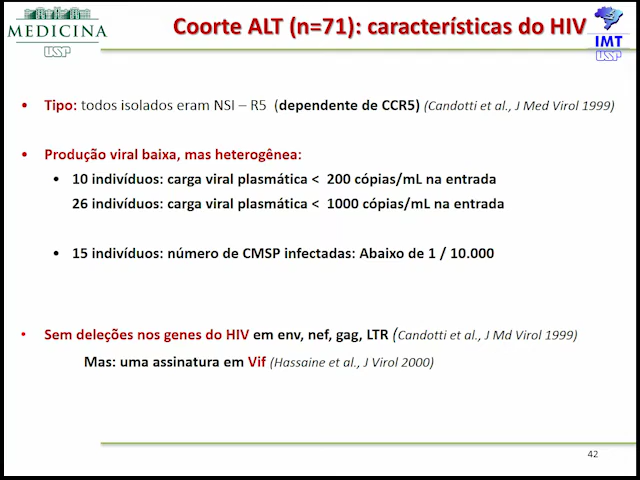 MEDICINA
USP
Coorte ALT (n=71): características do HIV
IMT
USP
• Tipo: todos isolados eram NSI – R5 (dependente de CCR5) (Candotti et al., J Med Virol 1999)
• Produção viral baixa, mas heterogênea:
• 10 indivíduos: carga viral plasmática < 200 cópias/mL na entrada
26 indivíduos: carga viral plasmática < 1000 cópias/mL na entrada
• 15 indivíduos: número de CMSP infectadas: Abaixo de 1 / 10.000
• Sem deleções nos genes do HIV em env, nef, gag, LTR (Candotti et al., J Md Virol 1999)
Mas: uma assinatura em Vif (Hassaine et al., J Virol 2000)
42